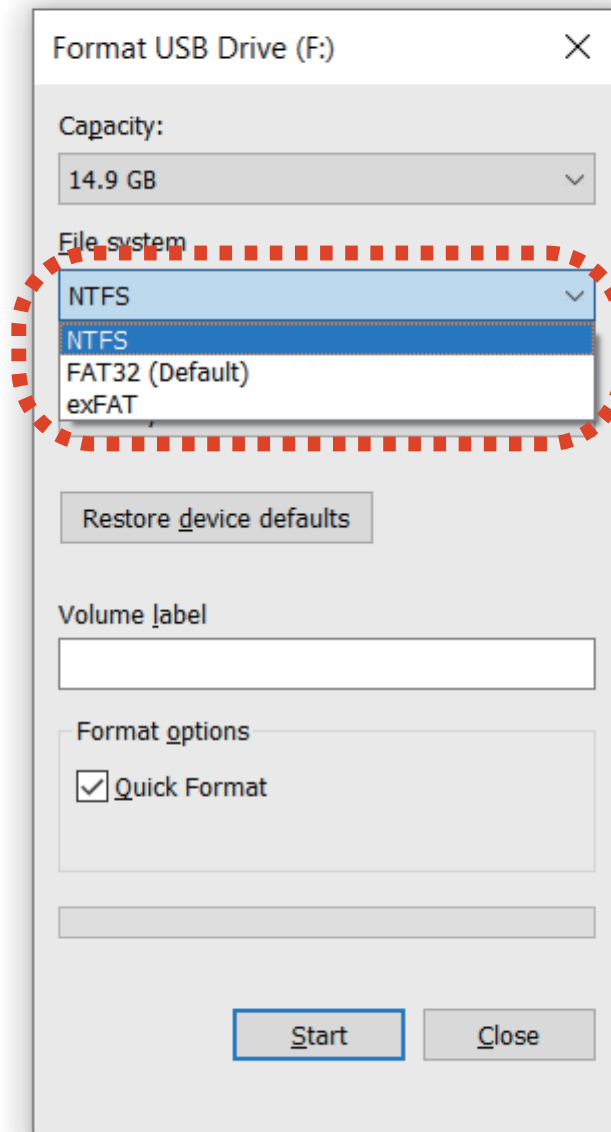 Format USB Drive (F:)
Capacity:
14.9 GB
File system
NTFS
NTFS
FAT32 (Default)
exFAT
Restore device defaults
Volume label
Format options
Quick Format
Start
Close